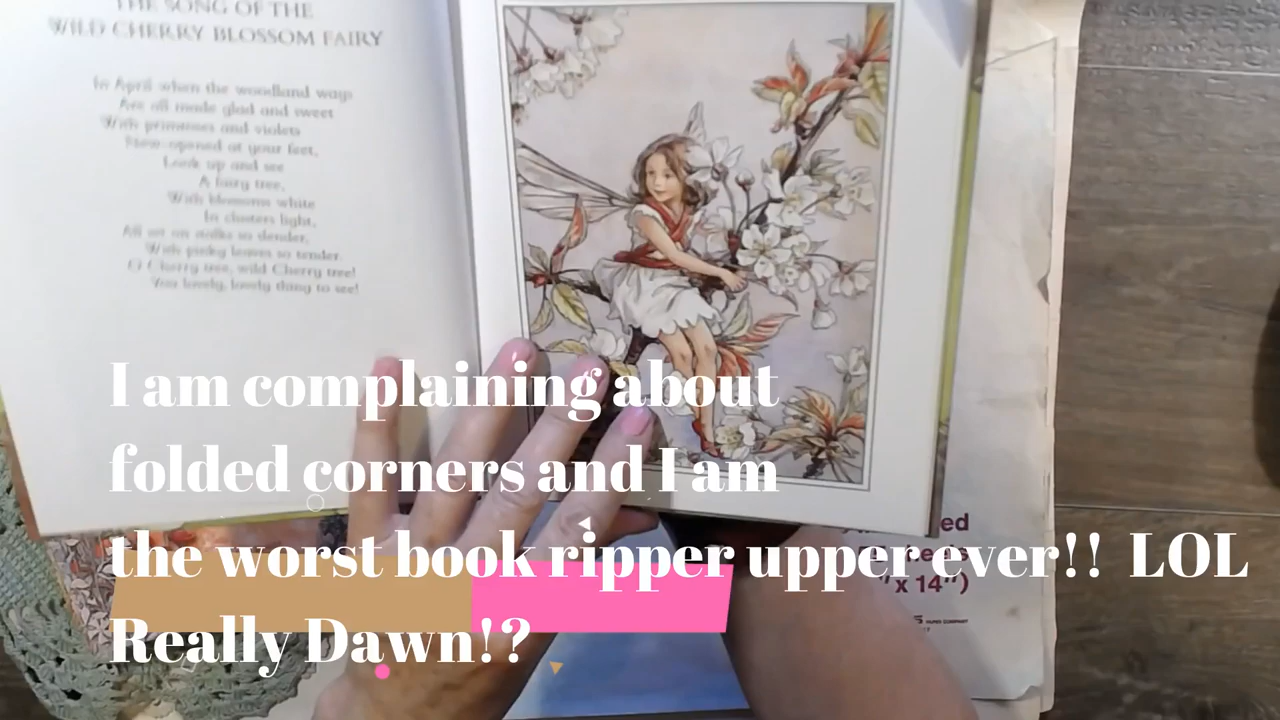 THE SONG OF THE
WILD CHERRY BLOSSOM FAIRY
In April when the woodland ways
Are all made glad and sweet
With primroses and violets
New-opened at your feet,
Look up and see
A fairy tree,
With blossoms white
In clusters light,
All set on stalks so slender,
With pinky leaves so tender.
O Cherry tree, wild Cherry tree!
You lovely, lovely thing to see!
I am complaining about
folded corners and I am
the worst book ripper upper ever!! LOL
Really Dawn!?
ed
x 14")
PAPER COMPANY